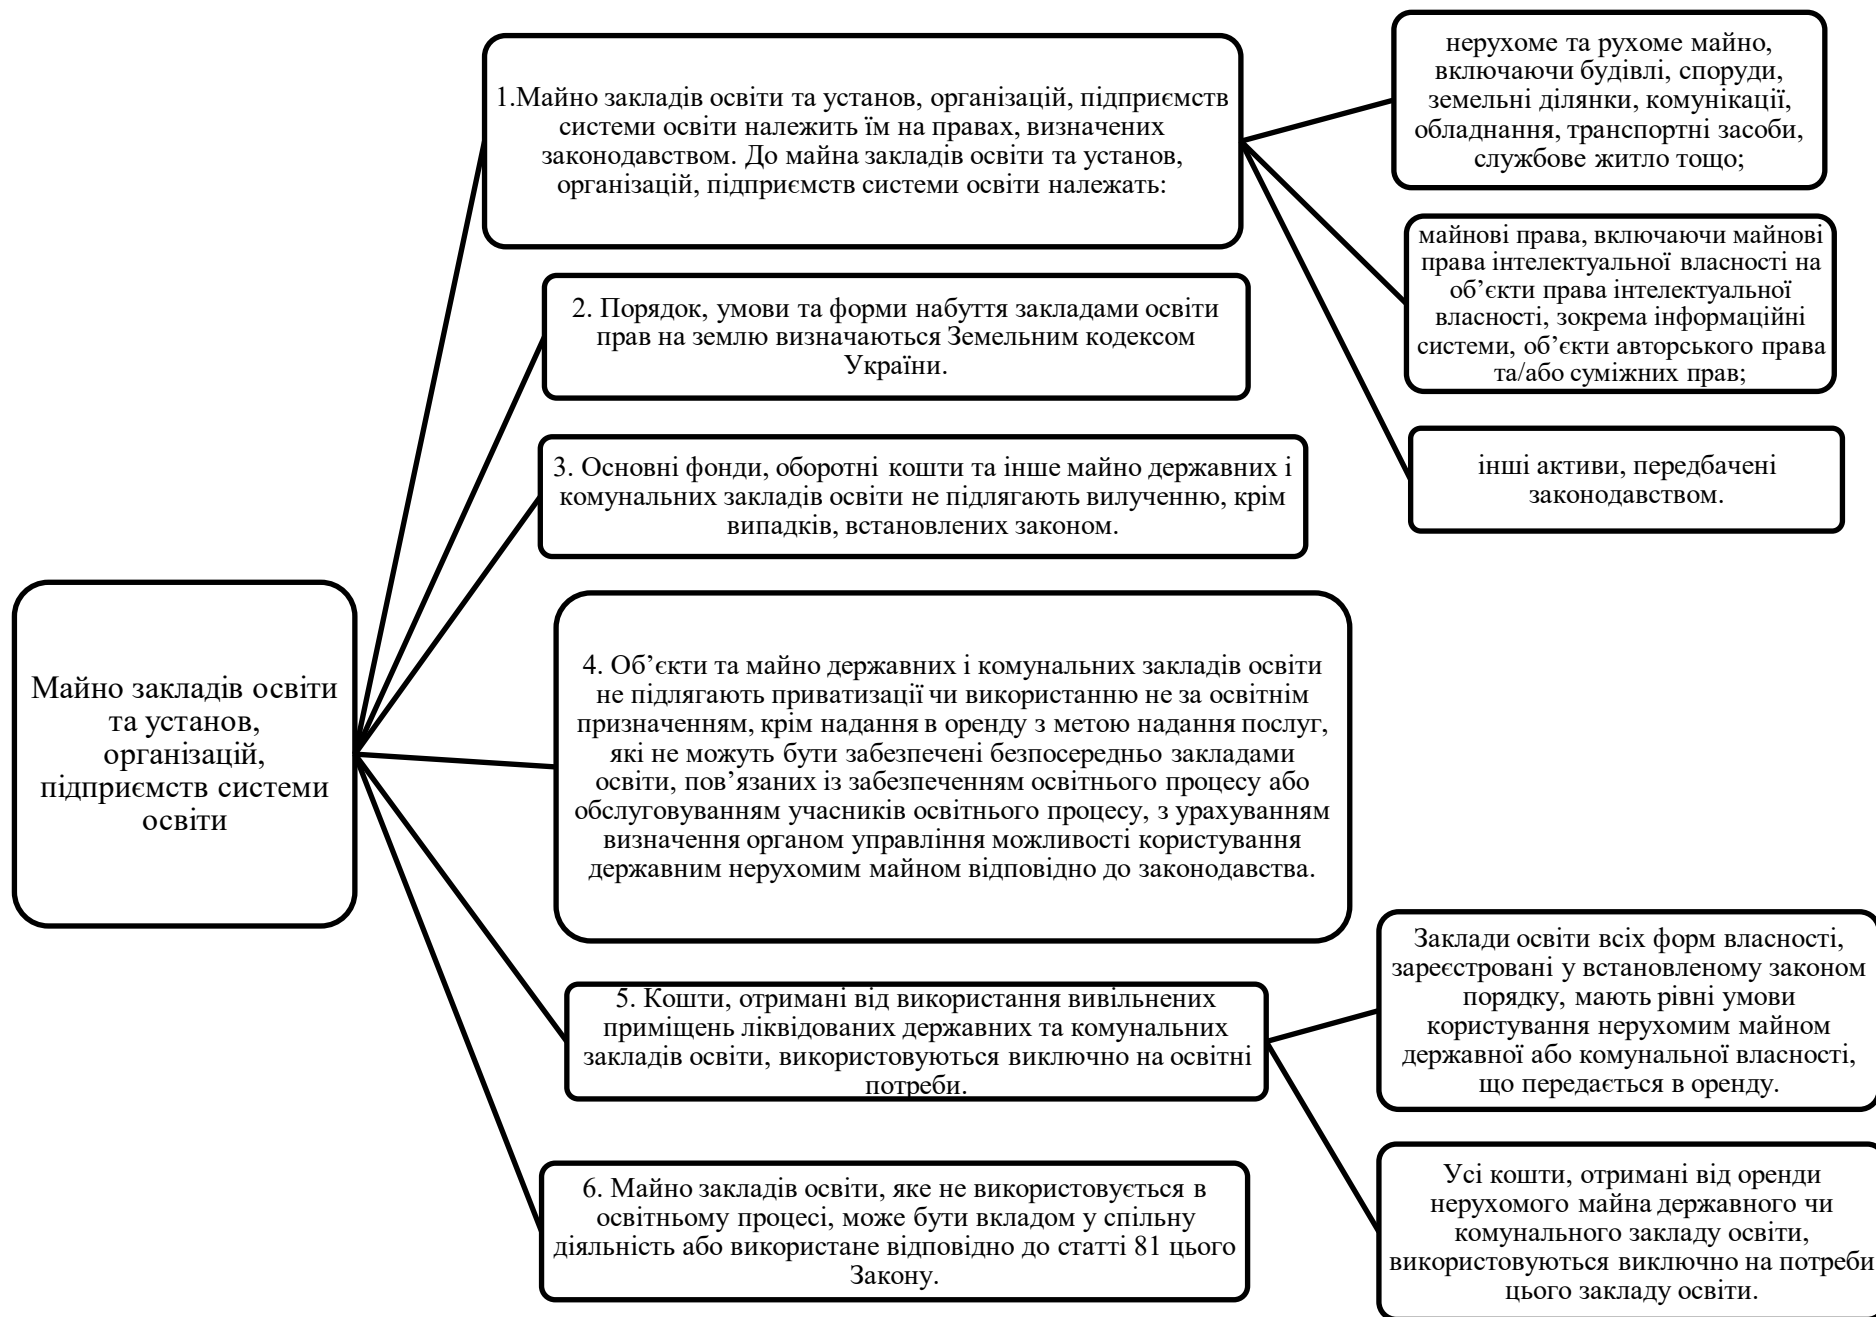 Майно закладів освіти
та установ,
організацій,
підприємств системи
освіти
1.Майно закладів освіти та установ, організацій, підприємств
системи освіти належить їм на правах, визначених
законодавством. До майна закладів освіти та установ,
організацій, підприємств системи освіти належать:
нерухоме та рухоме майно,
включаючи будівлі, споруди,
земельні ділянки, комунікації,
обладнання, транспортні засоби,
службове житло тощо;
майнові права, включаючи майнові
права інтелектуальної власності на
об’єкти права інтелектуальної
власності, зокрема інформаційні
системи, об’єкти авторського права
та/або суміжних прав;
інші активи, передбачені
законодавством.
2. Порядок, умови та форми набуття закладами освіти
прав на землю визначаються Земельним кодексом
України.
3. Основні фонди, оборотні кошти та інше майно державних і
комунальних закладів освіти не підлягають вилученню, крім
випадків, встановлених законом.
4. Об’єкти та майно державних і комунальних закладів освіти
не підлягають приватизації чи використанню не за освітнім
призначенням, крім надання в оренду з метою надання послуг,
які не можуть бути забезпечені безпосередньо закладами
освіти, пов’язаних із забезпеченням освітнього процесу або
обслуговуванням учасників освітнього процесу, з урахуванням
визначення органом управління можливості користування
державним нерухомим майном відповідно до законодавства.
5. Кошти, отримані від використання вивільнених
приміщень ліквідованих державних та комунальних
закладів освіти, використовуються виключно на освітні
потреби.
Заклади освіти всіх форм власності,
зареєстровані у встановленому законом
порядку, мають рівні умови
користування нерухомим майном
державної або комунальної власності,
що передається в оренду.
Усі кошти, отримані від оренди
нерухомого майна державного чи
комунального закладу освіти,
використовуються виключно на потреби
цього закладу освіти.
6. Майно закладів освіти, яке не використовується в
освітньому процесі, може бути вкладом у спільну
діяльність або використане відповідно до статті 81 цього
Закону.